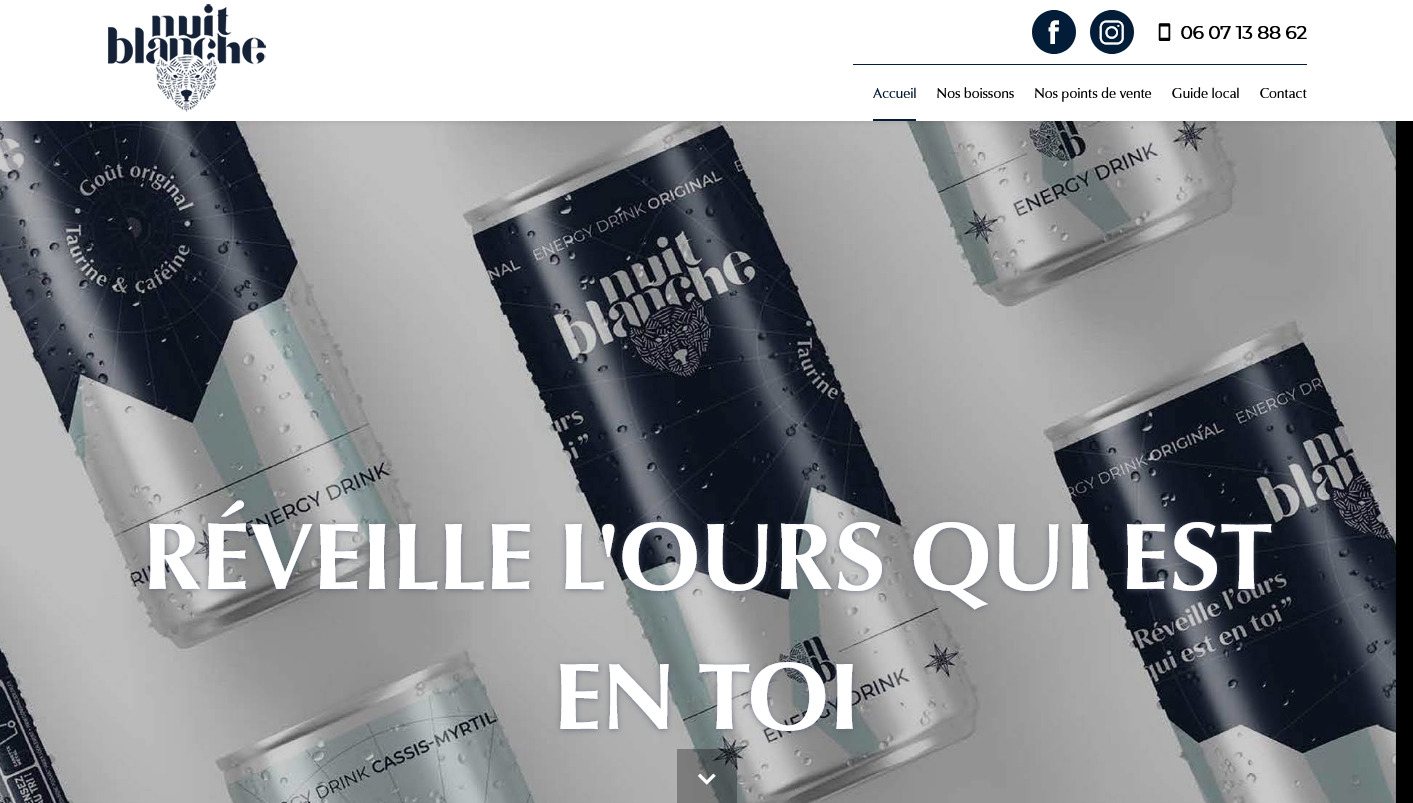 nuit
blanche
06 07 13 88 62
Accueil Nos boissons Nos points de vente Guide local Contact
Goût original
Taurine & caféine
ENERGY DRINK
ENERGY DRINK ORIGINAL
nuit
blanche
Taurine
ENERGY DRINK
ENERGY DRINK
ENERGY DRINK ORIGINAL
"Réveille l'ours
qui est en toi"
RÉVEILLE L'OURS QUI EST
EN TOI
ENERGY DRINK
DRINK CASSIS-MYRTIL